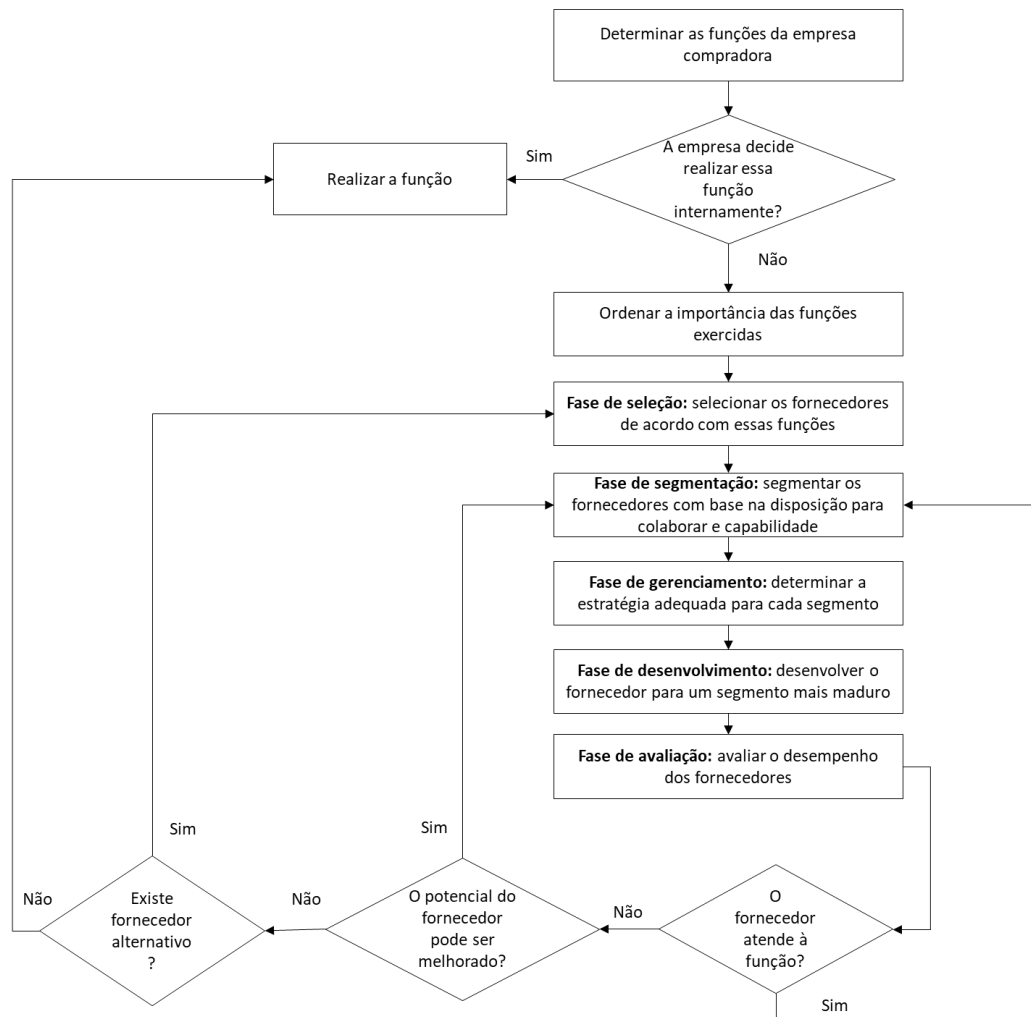 Determinar as funções da empresa
compradora
A empresa decide
realizar essa
função
internamente?
Sim
Realizar a função
Não
Ordenar a importância das funções
exercidas
Fase de seleção: selecionar os fornecedores
de acordo com essas funções
Fase de segmentação: segmentar os
fornecedores com base na disposição para
colaborar e capabilidade
Fase de gerenciamento: determinar a
estratégia adequada para cada segmento
Fase de desenvolvimento: desenvolver o
fornecedor para um segmento mais maduro
Fase de avaliação: avaliar o desempenho
dos fornecedores
O
fornecedor
atende à
função?
Sim
Não
O potencial do
fornecedor
pode ser
melhorado?
Sim
Não
Existe
fornecedor
alternativo
?
Sim
Não